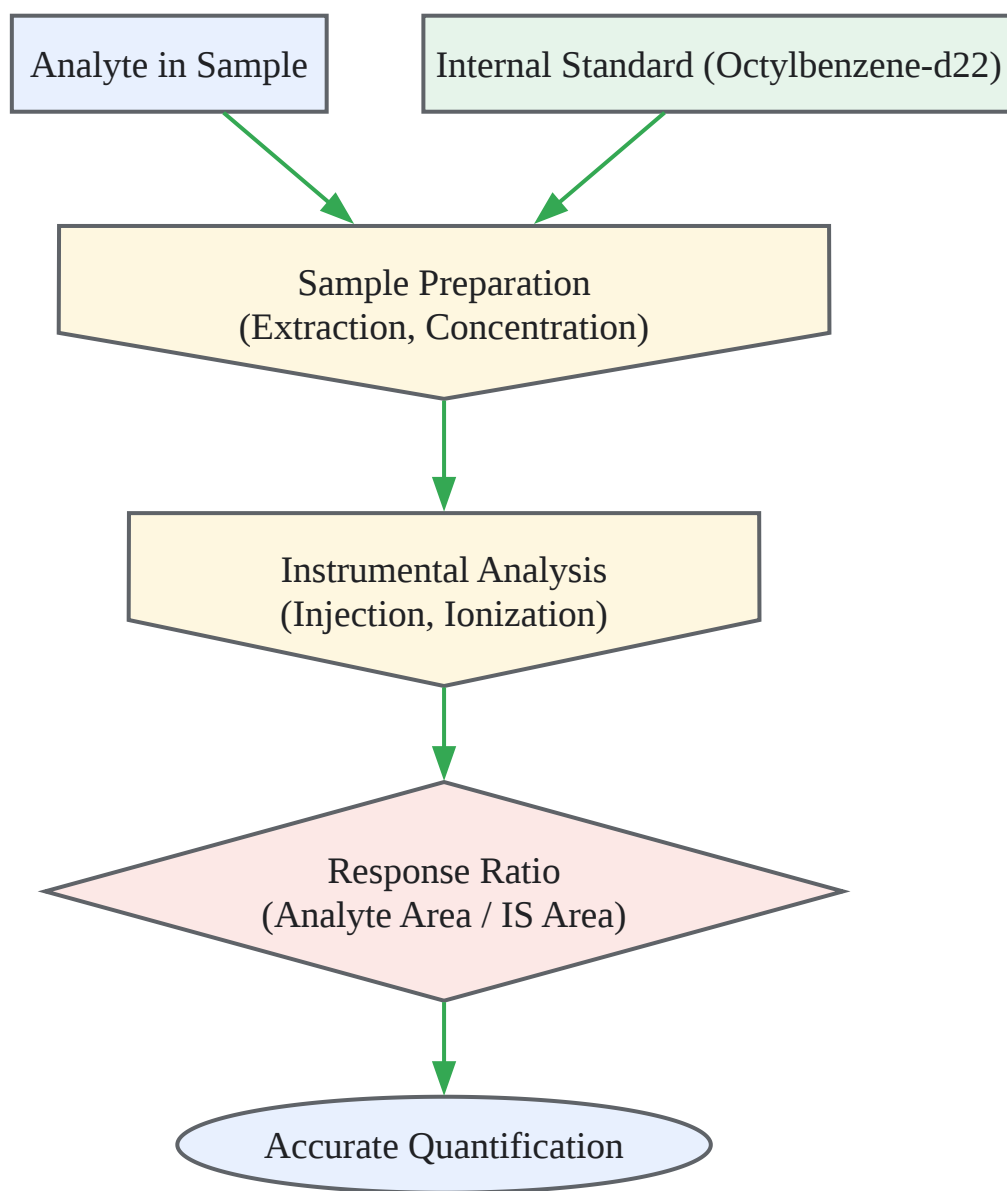 Analyte in Sample
Internal Standard (Octylbenzene-d22)
Sample Preparation
(Extraction, Concentration)
Instrumental Analysis
(Injection, Ionization)
Response Ratio
(Analyte Area / IS Area)
Accurate Quantification